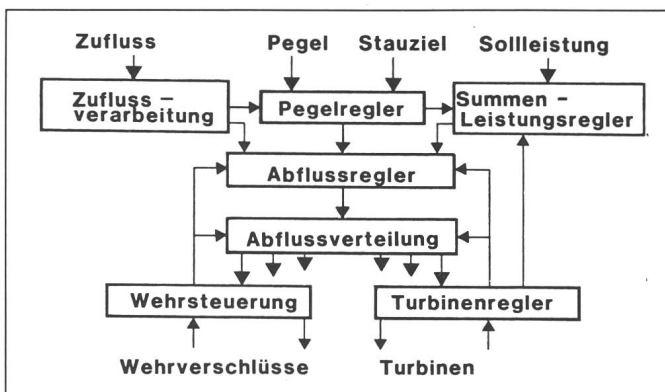 Zufluss
Pegel
Stauziel
Sollleistung
Zufluss –
verarbeitung
Pegelregler
Summen -
Leistungsregler
Abflussregler
Abflussverteilung
Wehrsteuerung
Turbinenregler
Wehrverschlüsse
Turbinen